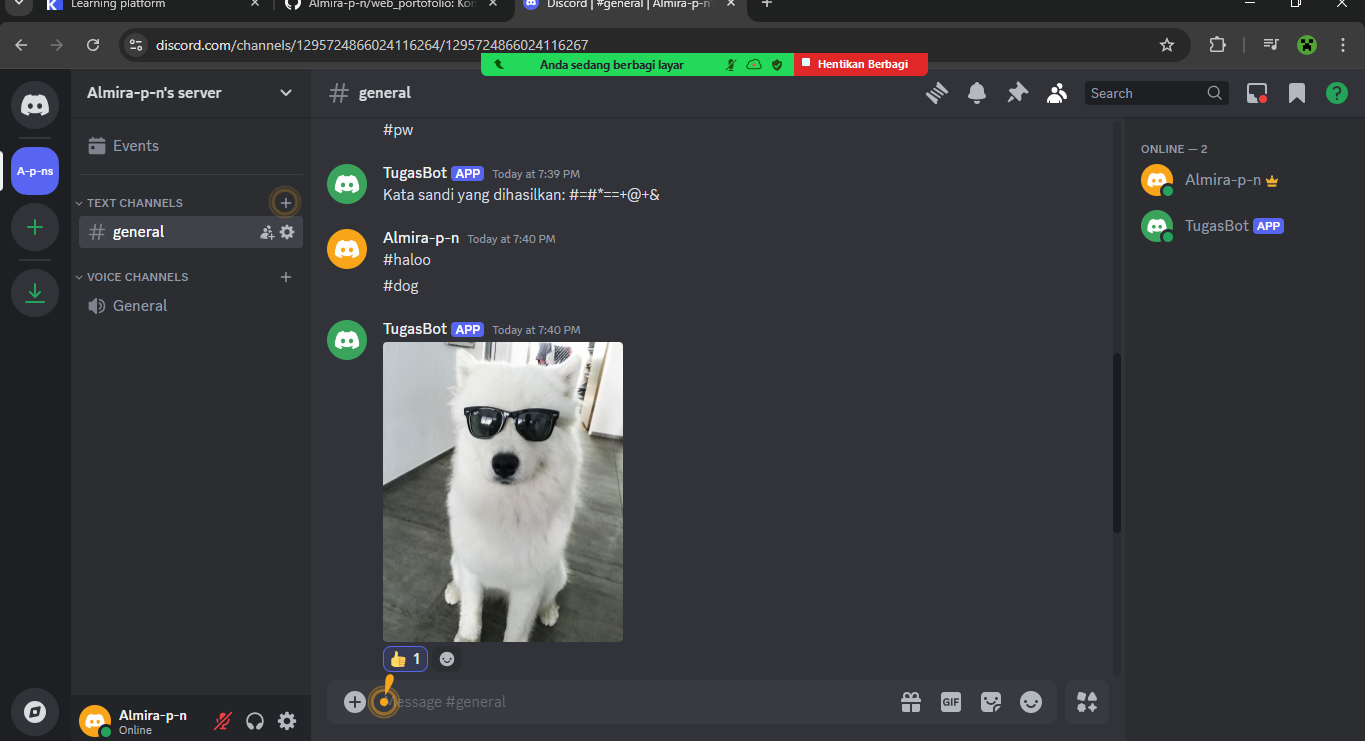 Learning platform
Almira-p-n/web_portofolio: Kon
Discord | #general | Almira-p-n'
discord.com/channels/1295724866024116264/1295724866024116267
Anda sedang berbagi layar
Hentikan Berbagi
Almira-p-n's server
general
Search
A-p-ns
Events
TEXT CHANNELS
general
VOICE CHANNELS
General
#pw
TugasBot APP Today at 7:39 PM
Kata sandi yang dihasilkan: #=#*==+@+&
Almira-p-n Today at 7:40 PM
#haloo
#dog
TugasBot APP Today at 7:40 PM
1
Message #general
GIF
ONLINE — 2
Almira-p-n
TugasBot APP
Almira-p-n
Online